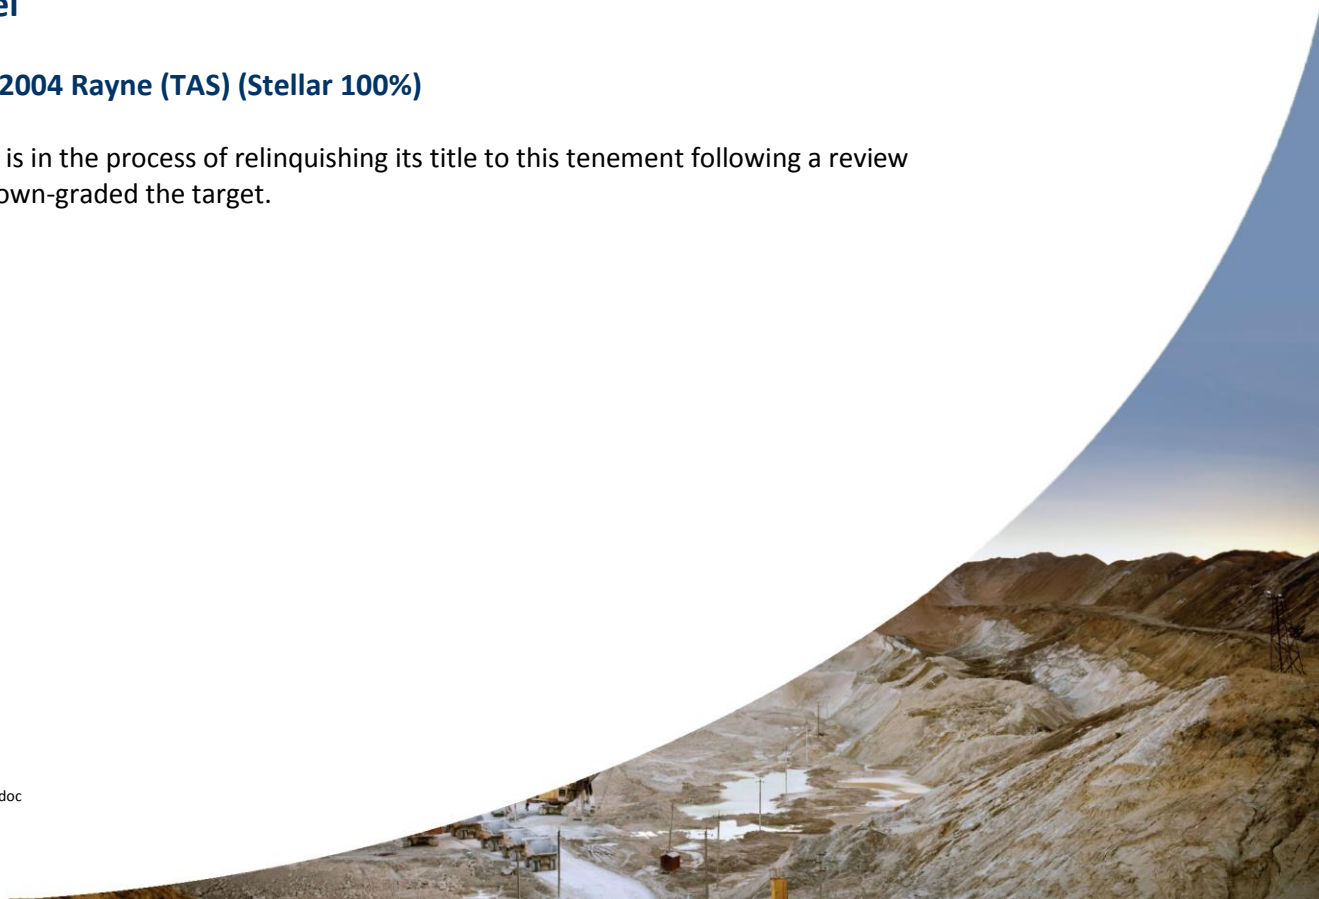 el
2004 Rayne (TAS) (Stellar 100%)
is in the process of relinquishing its title to this tenement following a review
own-graded the target.
doc